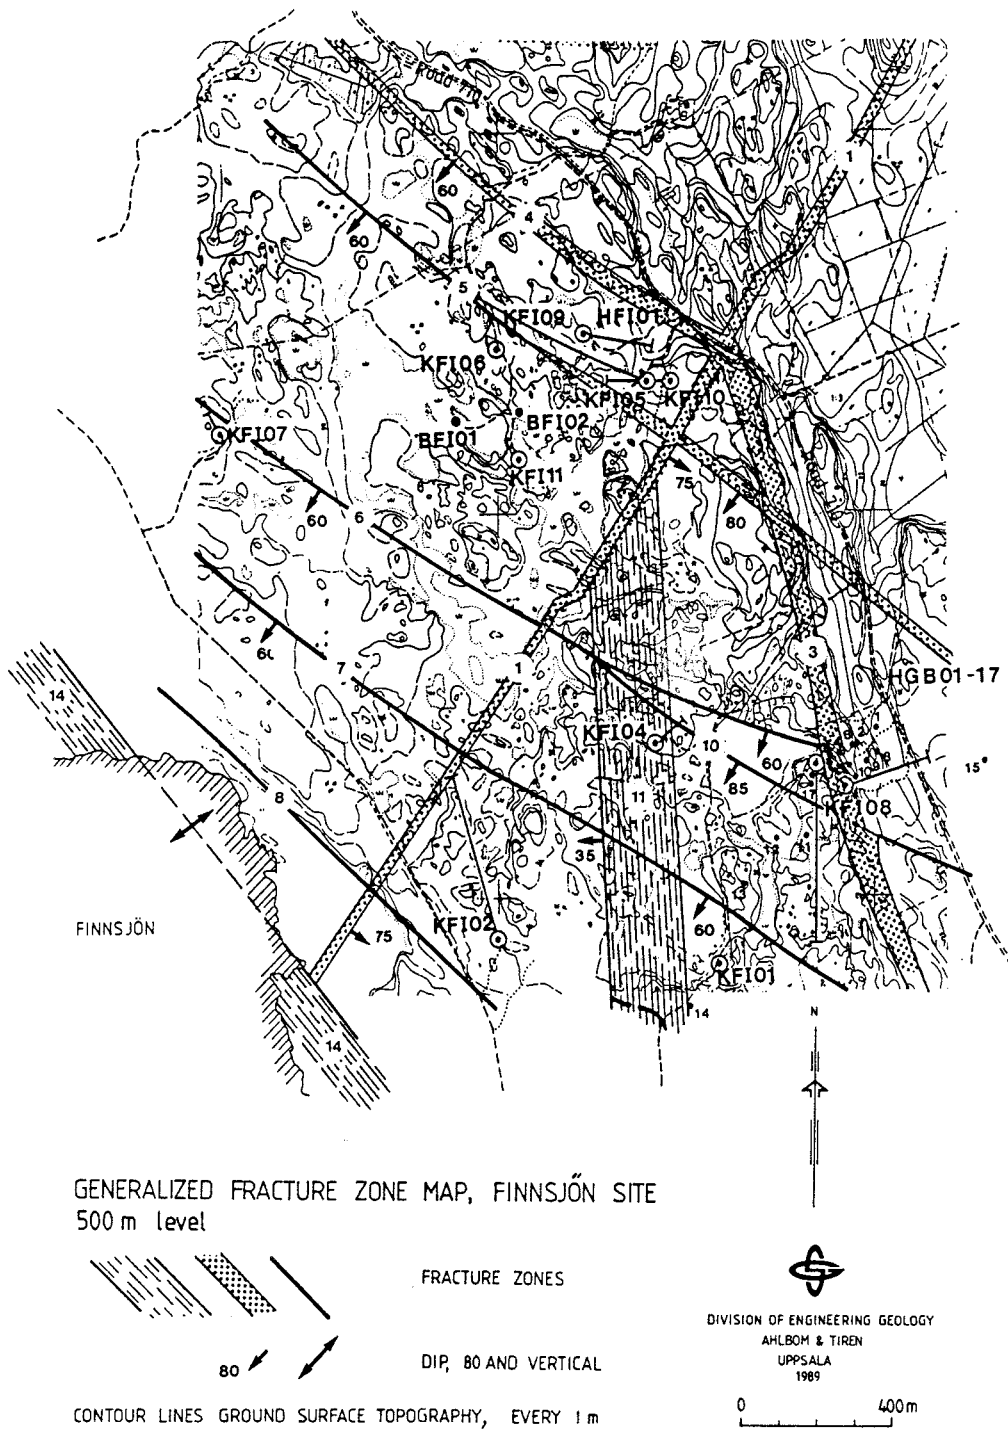 Rödd
1
60
4
60
5
KFI09
HFI01
KFI06
KFI05
KFI10
BFI02
BFI01
KFI07
KFI11
75
80
60
6
3
1
7
HGB01-17
14
KFI04
10
60
15°
85
8
11
KFI08
35
FINNSJÖN
KFI02
75
60
KFI01
14
14
N
GENERALIZED FRACTURE ZONE MAP, FINNSJÖN SITE
500 m level
FRACTURE ZONES
80
DIP, 80 AND VERTICAL
CONTOUR LINES GROUND SURFACE TOPOGRAPHY, EVERY 1 m
DIVISION OF ENGINEERING GEOLOGY
AHLBOM & TIREN
UPPSALA
1989
0 400 m